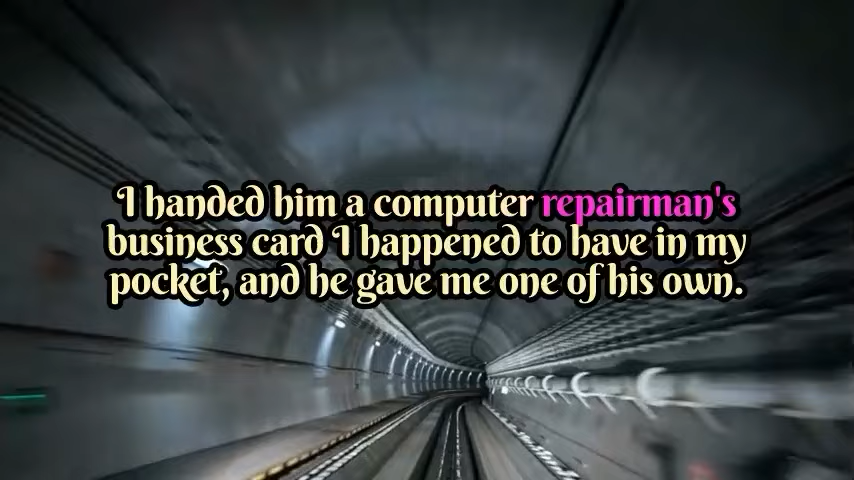 I handed him a computer repairman's
business card I happened to have in my
pocket, and he gave me one of his own.